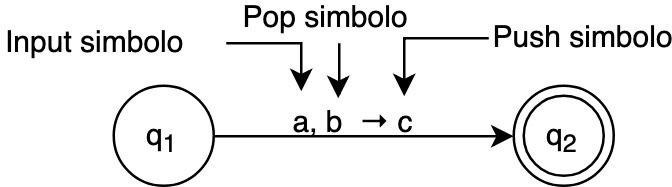 Pop simbolo
Input simbolo
Push simbolo
a, b → c
q1
q2